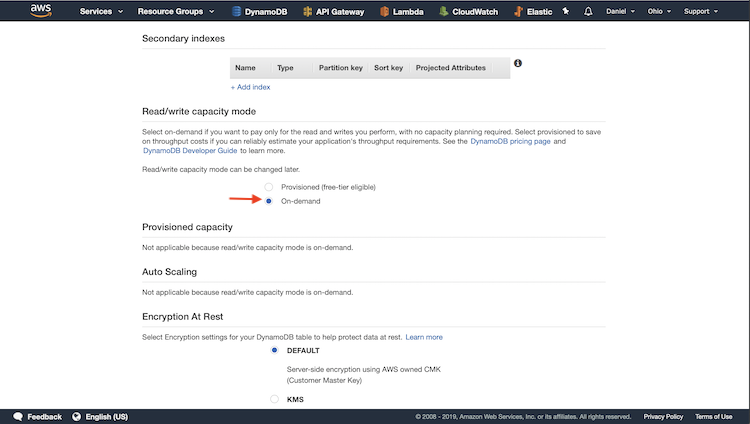 aws Services Resource Groups DynamoDB API Gateway Lambda CloudWatch Elastic Daniel Ohio Support
Secondary indexes
Name Type Partition key Sort key Projected Attributes
+ Add index
Read/write capacity mode
Select on-demand if you want to pay only for the read and writes you perform, with no capacity planning required. Select provisioned to save
on throughput costs if you can reliably estimate your application's throughput requirements. See the DynamoDB pricing page and
DynamoDB Developer Guide to learn more.
Read/write capacity mode can be changed later.
Provisioned (free-tier eligible)
On-demand
Provisioned capacity
Not applicable because read/write capacity mode is on-demand.
Auto Scaling
Not applicable because read/write capacity mode is on-demand.
Encryption At Rest
Select Encryption settings for your DynamoDB table to help protect data at rest. Learn more
DEFAULT
Server-side encryption using AWS owned CMK
(Customer Master Key)
KMS
Feedback English (US) © 2008 - 2019, Amazon Web Services, Inc. or its affiliates. All rights reserved. Privacy Policy Terms of Use